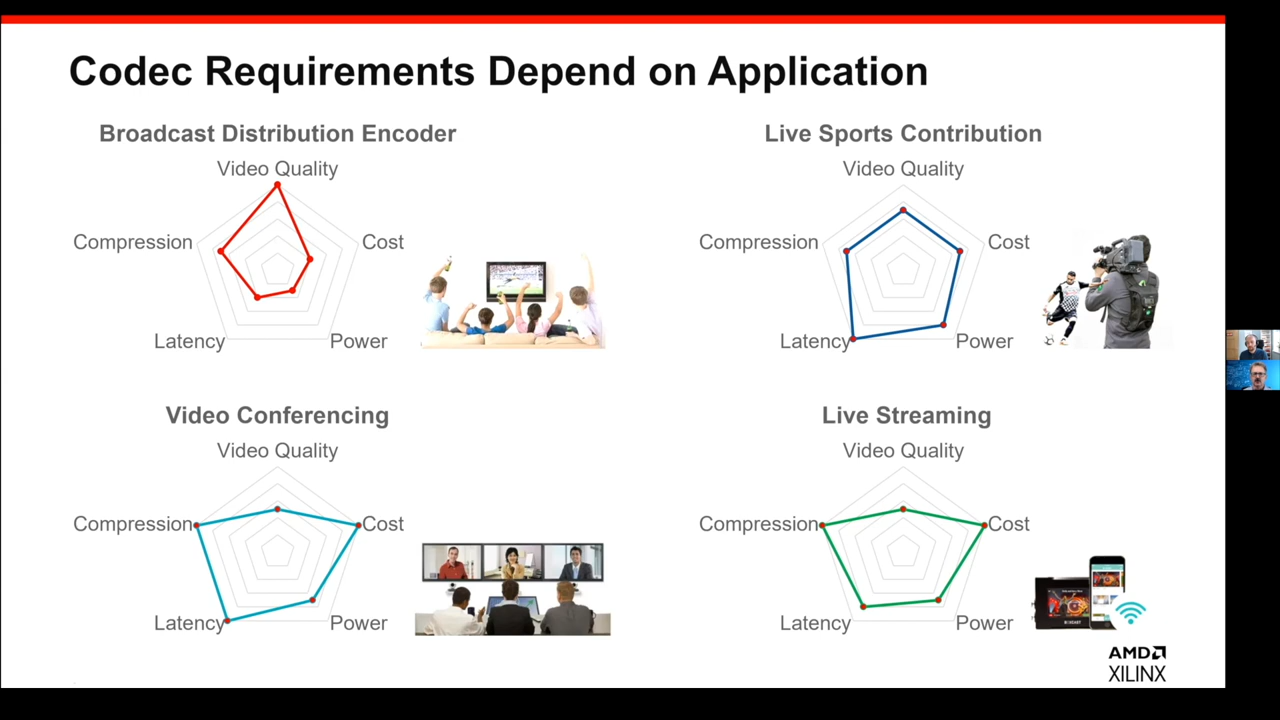 Codec Requirements Depend on Application
Broadcast Distribution Encoder
Video Quality
Compression
Cost
Latency
Power
Live Sports Contribution
Video Quality
Compression
Cost
Latency
Power
Video Conferencing
Video Quality
Compression
Cost
Latency
Power
Live Streaming
Video Quality
Compression
Cost
Latency
Power
AMD
XILINX